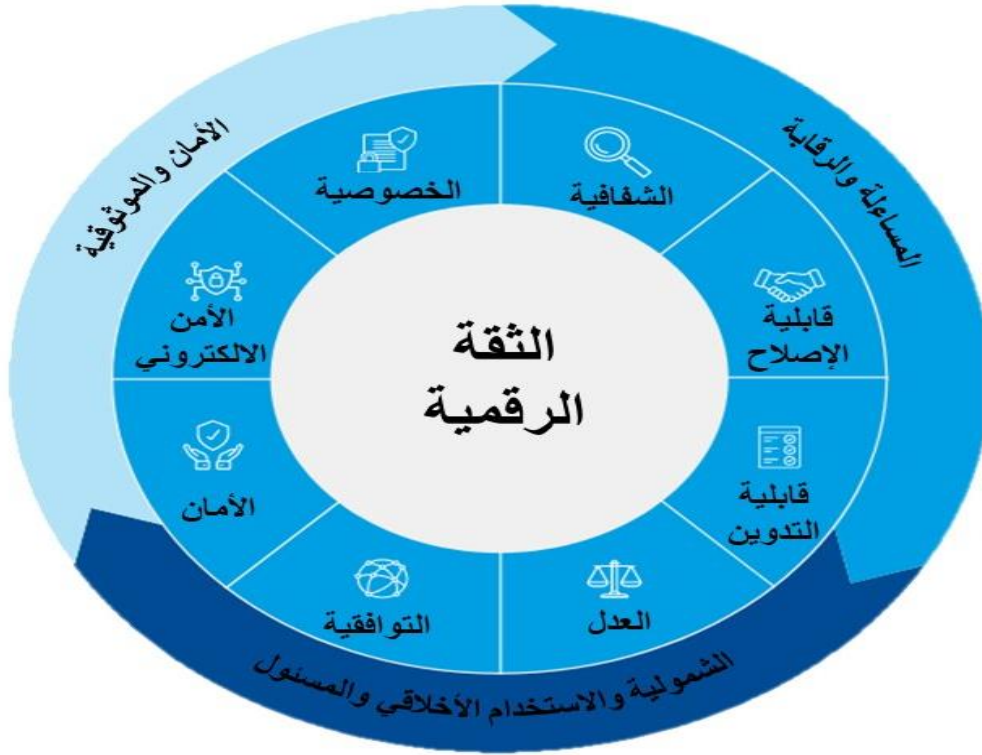 الأمان والموثوقية
المساءلة والرقابة
الشمولية والاستخدام الأخلاقي والمسئول
الخصوصية
الشفافية
قابلية
الإصلاح
قابلية
التدوين
العدل
التوافقية
الأمان
الأمن
الالكتروني
الثقة
الرقمية